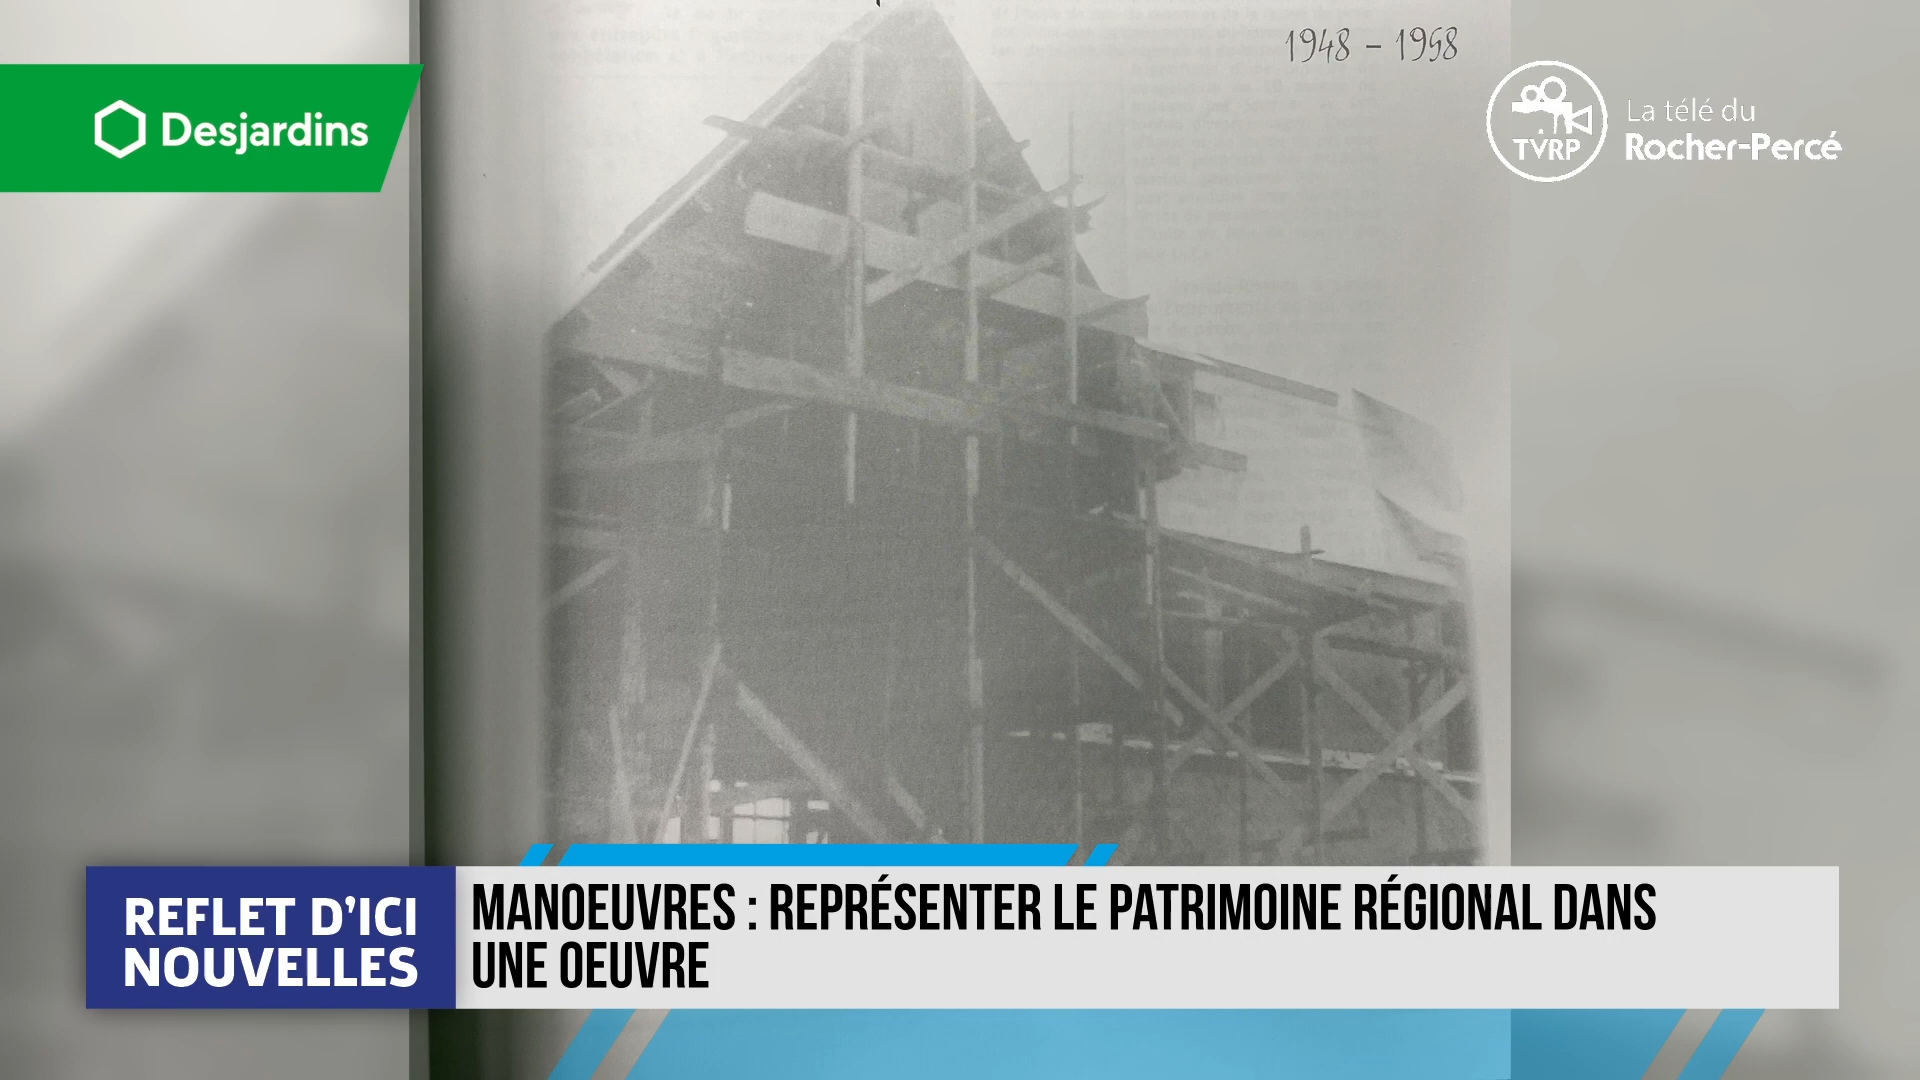 1948 - 1958
Desjardins
TVRP
La télé du
Rocher-Percé
REFLET D'ICI
NOUVELLES
MANOEUVRES : REPRÉSENTER LE PATRIMOINE RÉGIONAL DANS
UNE OEUVRE